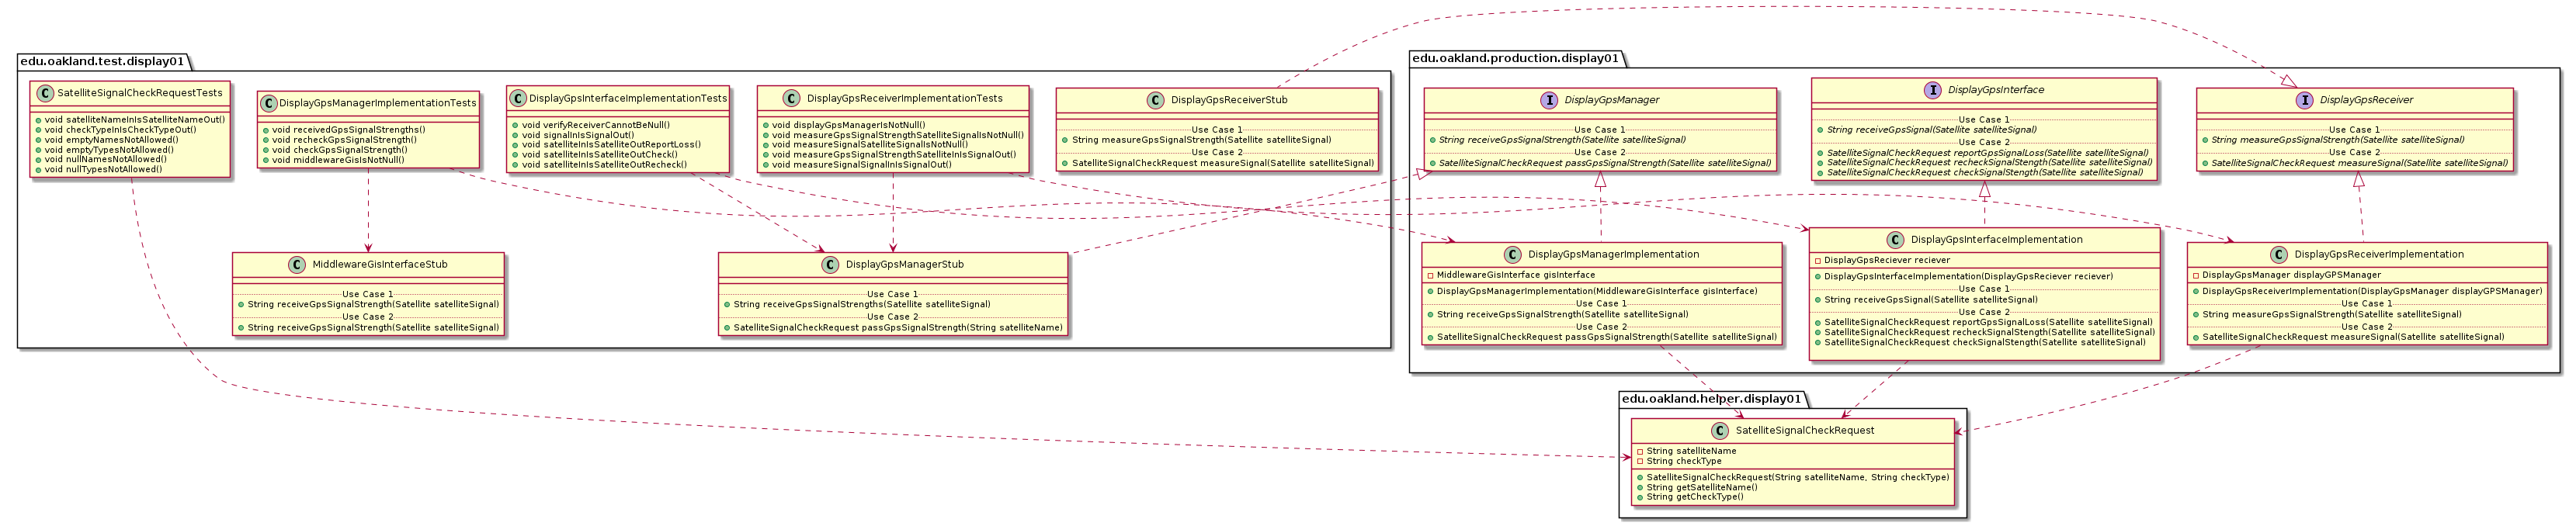 edu.oakland.test.display01
SatelliteSignalCheckRequestTests
void satelliteNameInIsSatelliteNameOut()
void checkTypeInIsCheckTypeOut()
void emptyNamesNotAllowed()
void emptyTypesNotAllowed()
void nullNamesNotAllowed()
void nullTypesNotAllowed()
DisplayGpsManagerImplementationTests
void receivedGpsSignalStrengths()
void recheckGpsSignalStrength()
void checkGpsSignalStrength()
void middlewareGisIsNotNull()
DisplayGpsInterfaceImplementationTests
void verifyReceiverCannotBeNull()
void signalInIsSignalOut()
void satelliteInIsSatelliteOutReportLoss()
void satelliteInIsSatelliteOutCheck()
void satelliteInIsSatelliteOutRecheck()
DisplayGpsReceiverImplementationTests
void displayGpsManagerIsNotNull()
void measureGpsSignalStrengthSatelliteSignalIsNotNull()
void measureSignalSatelliteSignalIsNotNull()
void measureGpsSignalStrengthSatelliteInIsSignalOut()
void measureSignalSignalInIsSignalOut()
DisplayGpsReceiverStub
Use Case 1
String measureGpsSignalStrength(Satellite satelliteSignal)
Use Case 2
SatelliteSignalCheckRequest measureSignal(Satellite satelliteSignal)
MiddlewareGisInterfaceStub
Use Case 1
String receiveGpsSignalStrength(Satellite satelliteSignal)
Use Case 2
String receiveGpsSignalStrength(Satellite satelliteSignal)
DisplayGpsManagerStub
Use Case 1
String receiveGpsSignalStrengths(Satellite satelliteSignal)
Use Case 2
SatelliteSignalCheckRequest passGpsSignalStrength(String satelliteName)
edu.oakland.production.display01
DisplayGpsManager
Use Case 1
String receiveGpsSignalStrength(Satellite satelliteSignal)
Use Case 2
SatelliteSignalCheckRequest passGpsSignalStrength(Satellite satelliteSignal)
DisplayGpsInterface
Use Case 1
String receiveGpsSignal(Satellite satelliteSignal)
Use Case 2
SatelliteSignalCheckRequest reportGpsSignalLoss(Satellite satelliteSignal)
SatelliteSignalCheckRequest recheckSignalStength(Satellite satelliteSignal)
SatelliteSignalCheckRequest checkSignalStength(Satellite satelliteSignal)
DisplayGpsReceiver
Use Case 1
String measureGpsSignalStrength(Satellite satelliteSignal)
Use Case 2
SatelliteSignalCheckRequest measureSignal(Satellite satelliteSignal)
DisplayGpsManagerImplementation
MiddlewareGisInterface gisInterface
DisplayGpsManagerImplementation(MiddlewareGisInterface gisInterface)
Use Case 1
String receiveGpsSignalStrength(Satellite satelliteSignal)
Use Case 2
SatelliteSignalCheckRequest passGpsSignalStrength(Satellite satelliteSignal)
DisplayGpsInterfaceImplementation
DisplayGpsReciever reciever
DisplayGpsInterfaceImplementation(DisplayGpsReciever reciever)
Use Case 1
String receiveGpsSignal(Satellite satelliteSignal)
Use Case 2
SatelliteSignalCheckRequest reportGpsSignalLoss(Satellite satelliteSignal)
SatelliteSignalCheckRequest recheckSignalStength(Satellite satelliteSignal)
SatelliteSignalCheckRequest checkSignalStength(Satellite satelliteSignal)
DisplayGpsReceiverImplementation
DisplayGpsManager displayGPSManager
DisplayGpsReceiverImplementation(DisplayGpsManager displayGPSManager)
Use Case 1
String measureGpsSignalStrength(Satellite satelliteSignal)
Use Case 2
SatelliteSignalCheckRequest measureSignal(Satellite satelliteSignal)
edu.oakland.helper.display01
SatelliteSignalCheckRequest
String satelliteName
String checkType
SatelliteSignalCheckRequest(String satelliteName, String checkType)
String getSatelliteName()
String getCheckType()